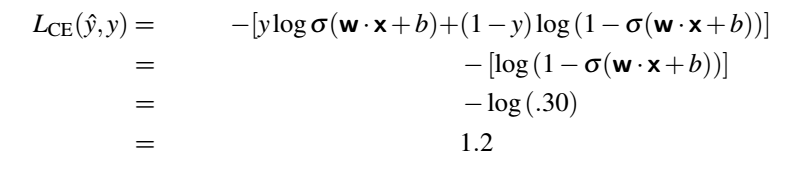 L_CE(ŷ, y) = −[y log σ(w·x+b)+(1−y) log (1−σ(w·x+b))]
= −[log (1−σ(w·x+b))]
= −log (.30)
= 1.2